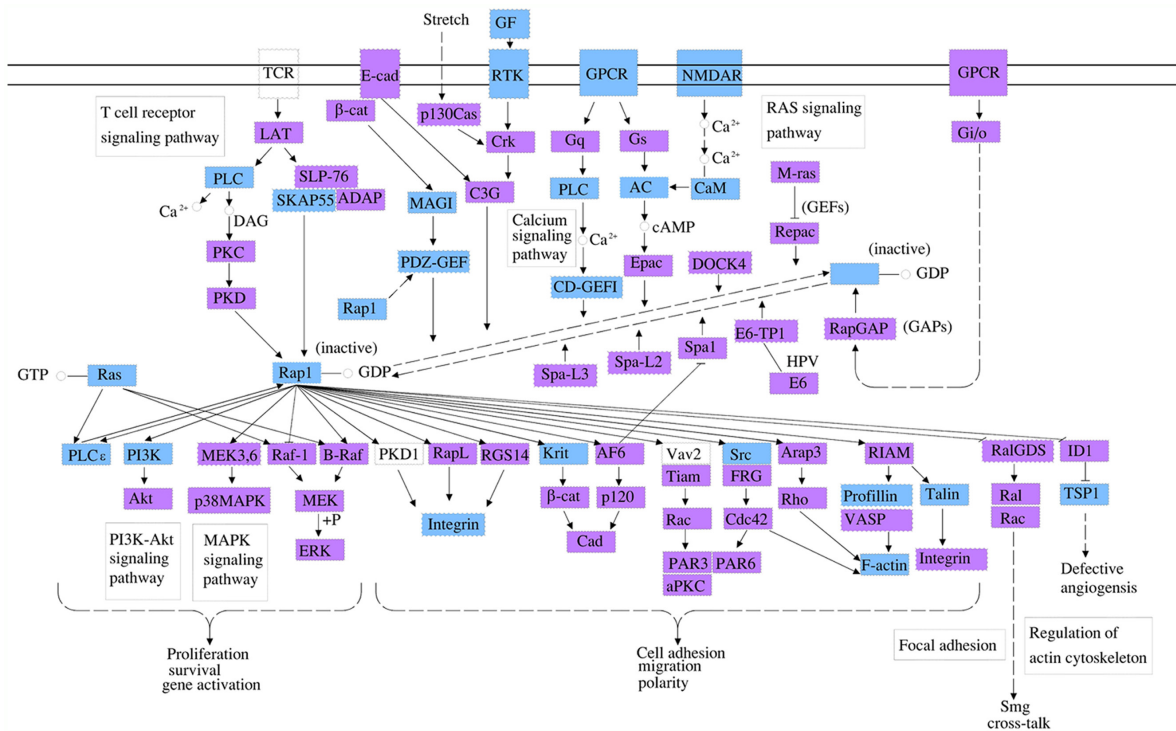 Stretch
GF
TCR
E-cad
RTK
GPCR
NMDAR
GPCR
T cell receptor
signaling pathway
β-cat
p130Cas
RAS signaling
pathway
LAT
Crk
Gq
Gs
Ca²⁺
Ca²⁺
Gi/o
PLC
SLP-76
SKAP55
ADAP
MAGI
C3G
PLC
AC
CaM
M-ras
(GEFs)
Ca²⁺
DAG
Calcium
signaling
pathway
Ca²⁺
cAMP
Repac
PKC
PDZ-GEF
Epac
DOCK4
(inactive)
GDP
PKD
Rap1
CD-GEFI
E6-TP1
RapGAP
(GAPs)
Spa1
Spa-L2
Spa-L3
HPV
E6
GTP
Ras
(inactive)
Rap1
GDP
PLCε
PI3K
MEK3,6
Raf-1
B-Raf
PKD1
RapL
RGS14
Krit
AF6
Vav2
Src
Arap3
RIAM
RalGDS
ID1
Tiam
FRG
Akt
p38MAPK
MEK
β-cat
p120
Rho
Profillin
Talin
Ral
TSP1
+P
Integrin
Rac
Cdc42
VASP
Rac
PI3K-Akt
signaling
pathway
MAPK
signaling
pathway
ERK
Cad
PAR3
PAR6
F-actin
Integrin
aPKC
Defective
angiogensis
Focal adhesion
Regulation of
actin cytoskeleton
Proliferation
survival
gene activation
Cell adhesion
migration
polarity
Smg
cross-talk